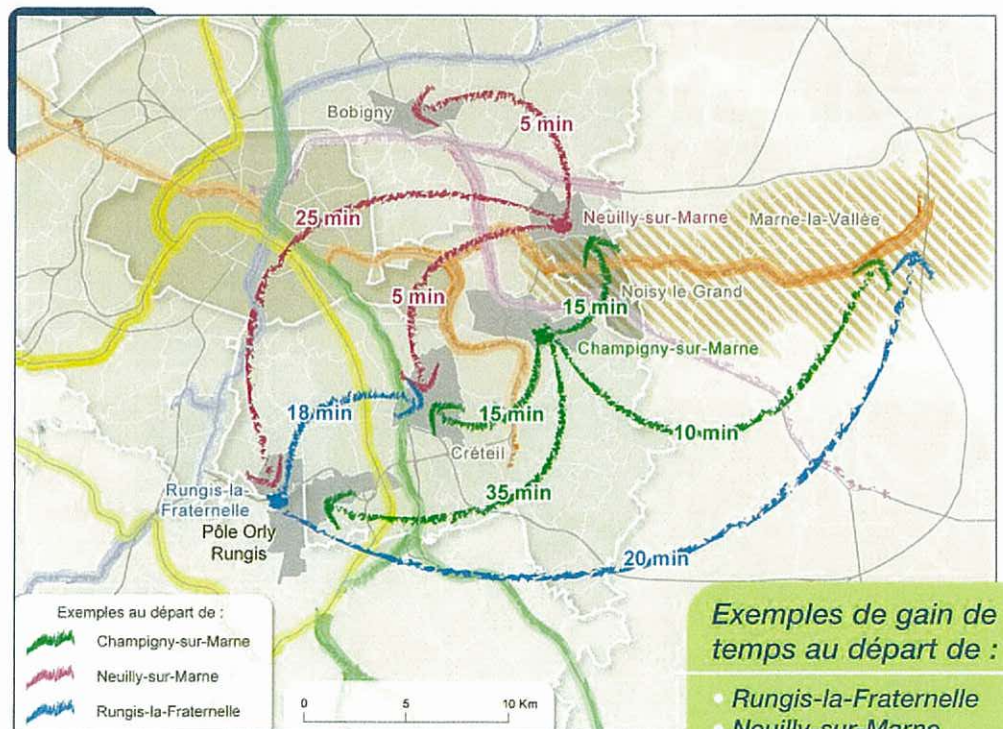 Bobigny
5 min
25 min
Neuilly-sur-Marne
Marne-la-Vallée
5 min
15 min
Noisy le Grand
Champigny-sur-Marne
18 min
15 min
10 min
Créteil
35 min
Rungis-la-
Fraternelle
Pôle Orly
Rungis
20 min
Exemples au départ de :
Champigny-sur-Marne
Neuilly-sur-Marne
Rungis-la-Fraternelle
0 5 10 Km
Exemples de gain de
temps au départ de :
• Rungis-la-Fraternelle
• Neuilly-sur-Marne